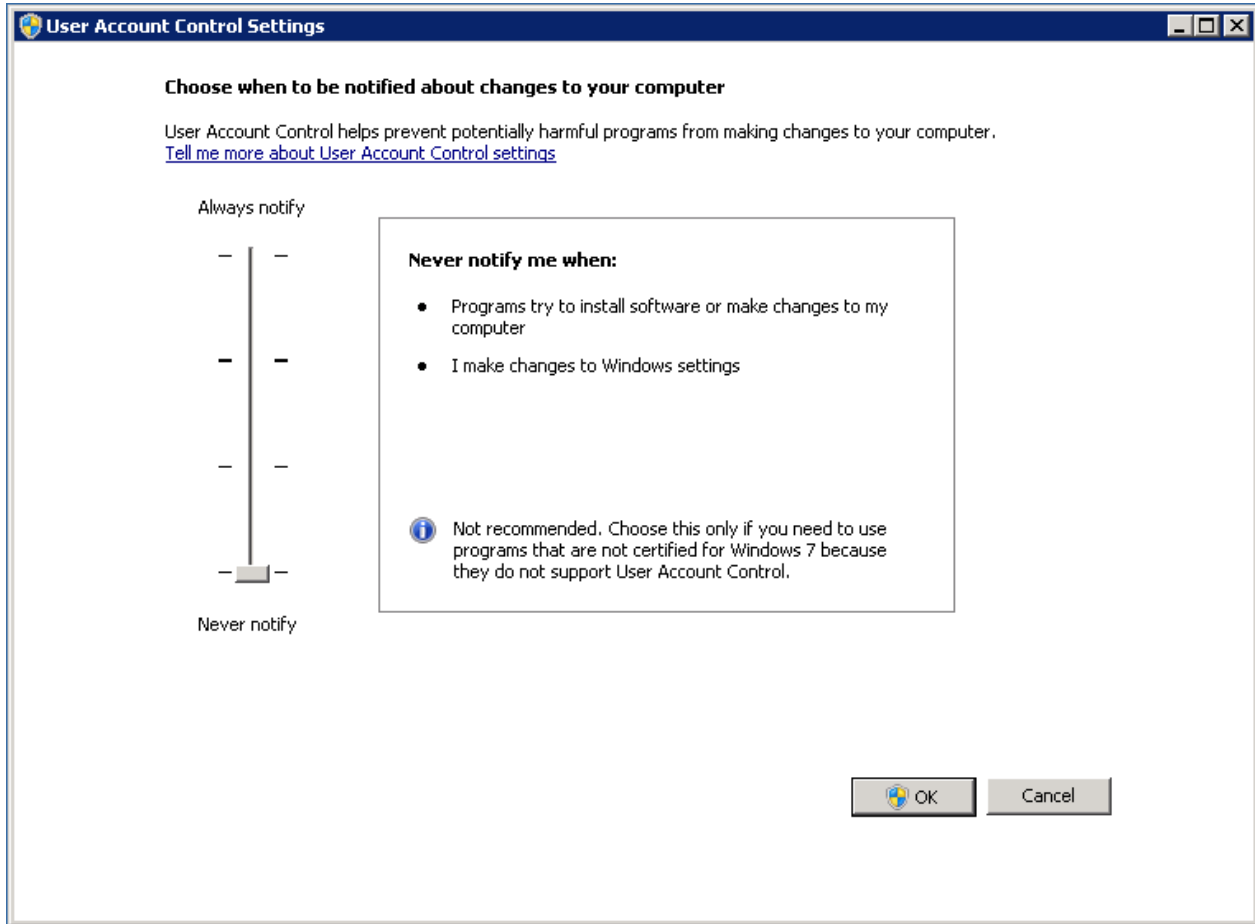 User Account Control Settings
Choose when to be notified about changes to your computer
User Account Control helps prevent potentially harmful programs from making changes to your computer.
Tell me more about User Account Control settings
Always notify
Never notify me when:
• Programs try to install software or make changes to my
computer
• I make changes to Windows settings
Not recommended. Choose this only if you need to use
programs that are not certified for Windows 7 because
they do not support User Account Control.
Never notify
OK
Cancel